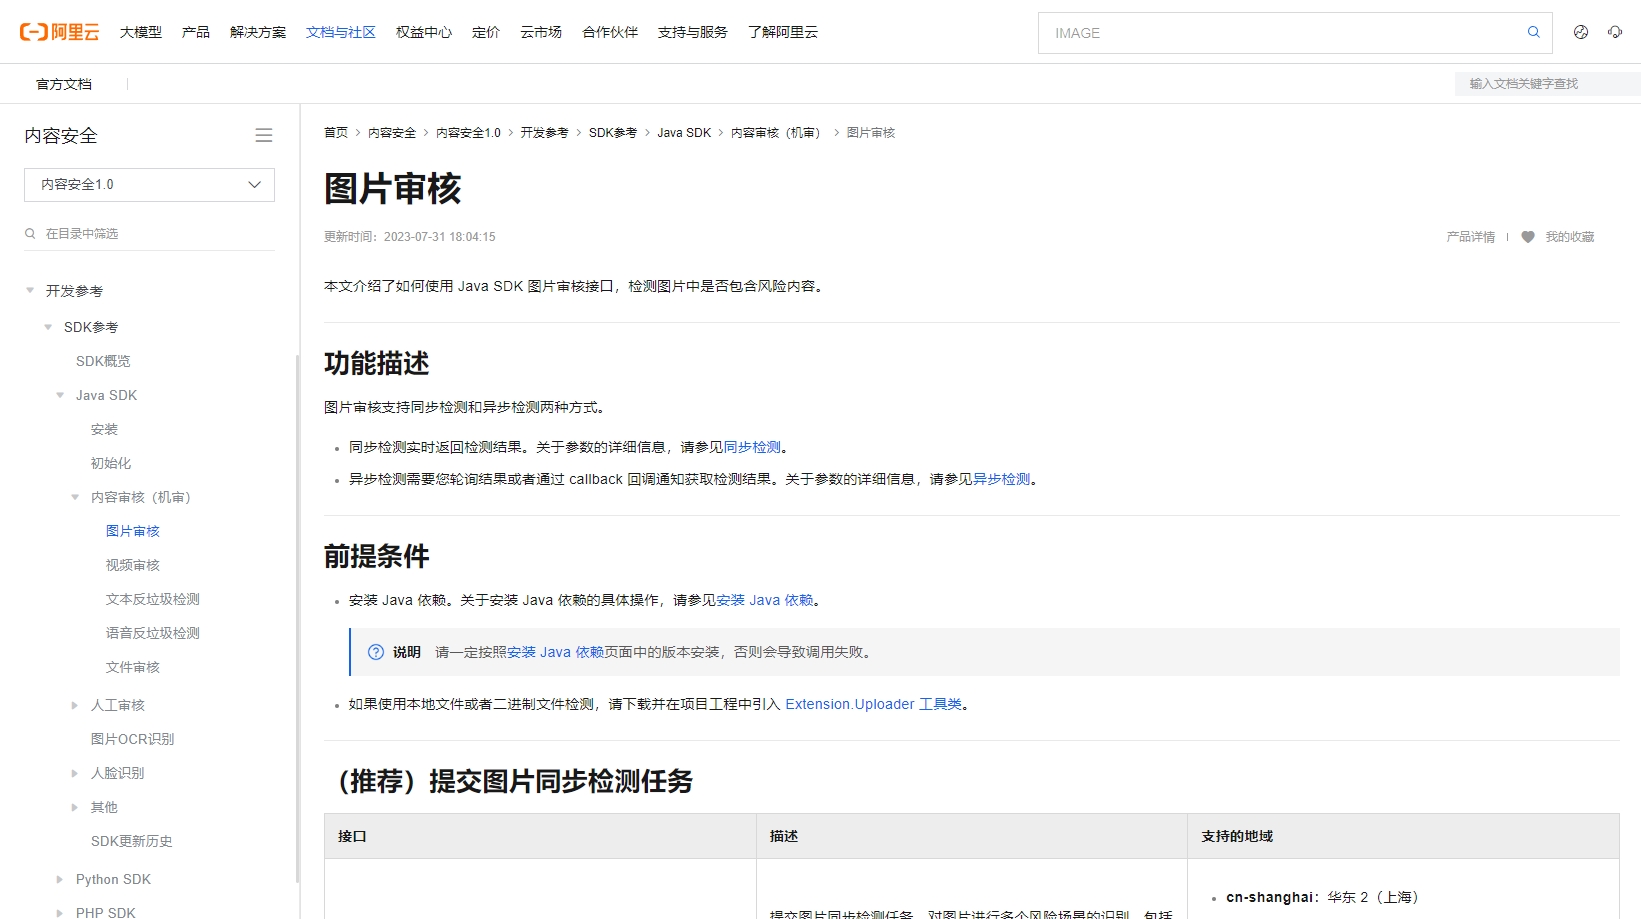 阿里云 大模型 产品 解决方案 文档与社区 权益中心 定价 云市场 合作伙伴 支持与服务 了解阿里云 IMAGE
官方文档 输入文档关键字查找
内容安全
内容安全1.0
在目录中筛选
开发参考
SDK参考
SDK概览
Java SDK
安装
初始化
内容审核（机审）
图片审核
视频审核
文本反垃圾检测
语音反垃圾检测
文件审核
人工审核
图片OCR识别
人脸识别
其他
SDK更新历史
Python SDK
PHP SDK
首页 > 内容安全 > 内容安全1.0 > 开发参考 > SDK参考 > Java SDK > 内容审核（机审） > 图片审核
图片审核
更新时间：2023-07-31 18:04:15 产品详情 我的收藏
本文介绍了如何使用 Java SDK 图片审核接口，检测图片中是否包含风险内容。
功能描述
图片审核支持同步检测和异步检测两种方式。
同步检测实时返回检测结果。关于参数的详细信息，请参见同步检测。
异步检测需要您轮询结果或者通过 callback 回调通知获取检测结果。关于参数的详细信息，请参见异步检测。
前提条件
安装 Java 依赖。关于安装 Java 依赖的具体操作，请参见安装 Java 依赖。
说明 请一定按照安装 Java 依赖页面中的版本安装，否则会导致调用失败。
如果使用本地文件或者二进制文件检测，请下载并在项目工程中引入 Extension.Uploader 工具类。
（推荐）提交图片同步检测任务
接口 描述 支持的地域
cn-shanghai：华东 2（上海）
提交图片同步检测任务，对图片进行多个风险场景的识别，包括